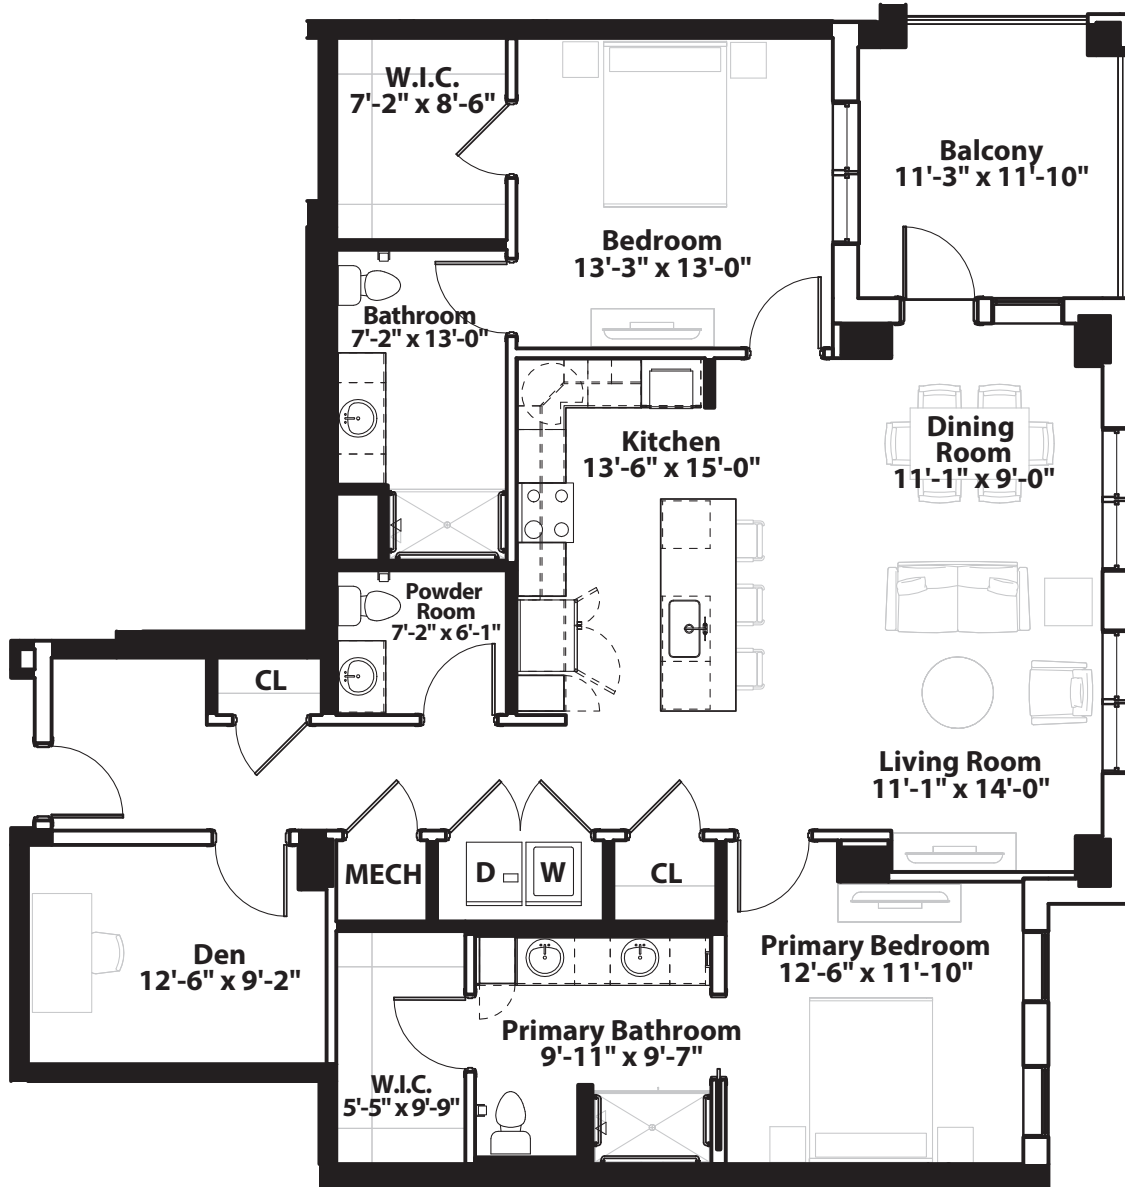 W.I.C.
7'-2" x 8'-6"
Balcony
11'-3" x 11'-10"
Bedroom
13'-3" x 13'-0"
Bathroom
7'-2" x 13'-0"
Kitchen
13'-6" x 15'-0"
Dining
Room
11'-1" x 9'-0"
Powder
Room
7'-2" x 6'-1"
CL
Living Room
11'-1" x 14'-0"
MECH
D
W
CL
Den
12'-6" x 9'-2"
Primary Bedroom
12'-6" x 11'-10"
Primary Bathroom
9'-11" x 9'-7"
W.I.C.
5'-5" x 9'-9"